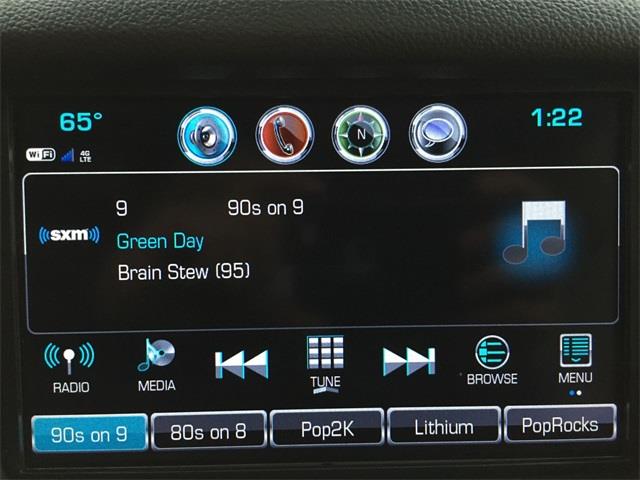 65°
1:22
N
WiFi 4G LTE
9 90s on 9
((sxm))
Green Day
Brain Stew (95)
RADIO MEDIA TUNE BROWSE MENU
90s on 9 80s on 8 Pop2K Lithium PopRocks